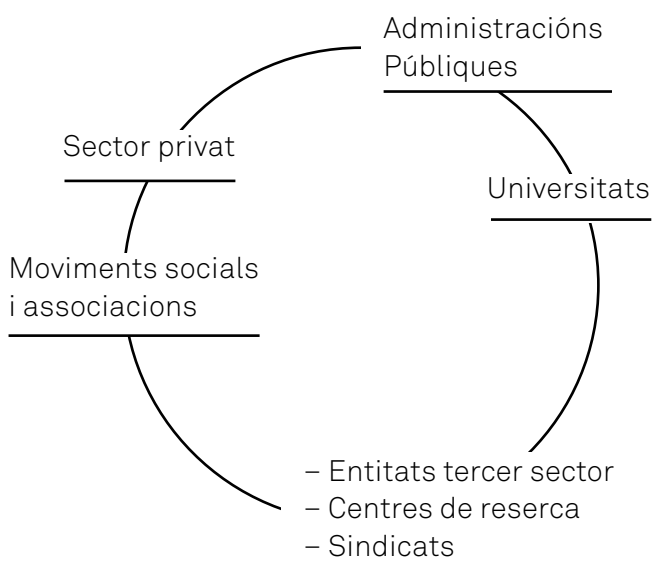 Administracións
Públiques
Sector privat
Universitats
Moviments socials
i associacions
– Entitats tercer sector
– Centres de reserca
– Sindicats